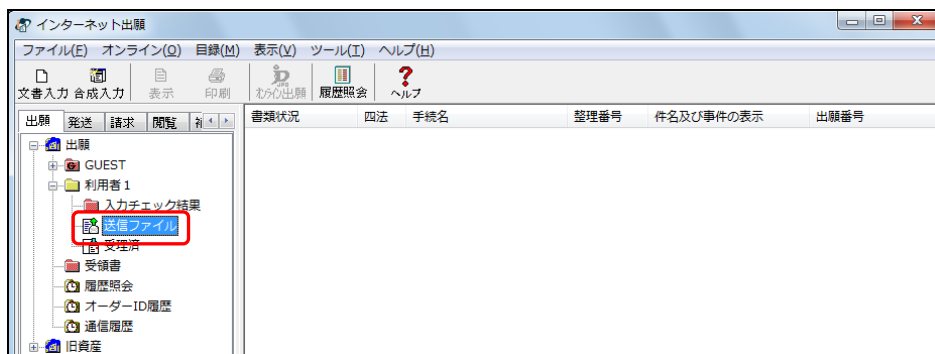 インターネット出願
ファイル(F) オンライン(O) 目録(M) 表示(V) ツール(T) ヘルプ(H)
文書入力 合成入力 表示 印刷 オンライン出願 履歴照会 ヘルプ
出願 発送 請求 閲覧
書類状況 四法 手続名 整理番号 件名及び事件の表示 出願番号
出願
GUEST
利用者1
入力チェック結果
送信ファイル
受理済
受領書
履歴照会
オーダーID履歴
通信履歴
旧資産